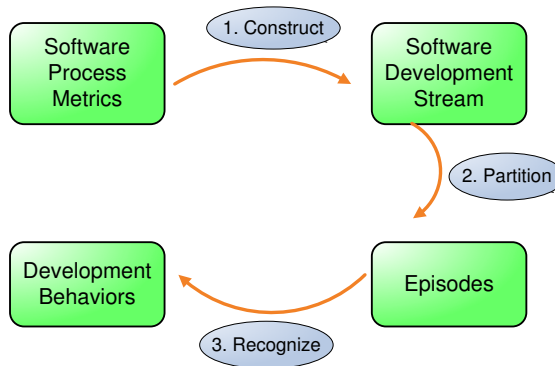 1. Construct
Software
Process
Metrics
Software
Development
Stream
2. Partition
Episodes
Development
Behaviors
3. Recognize